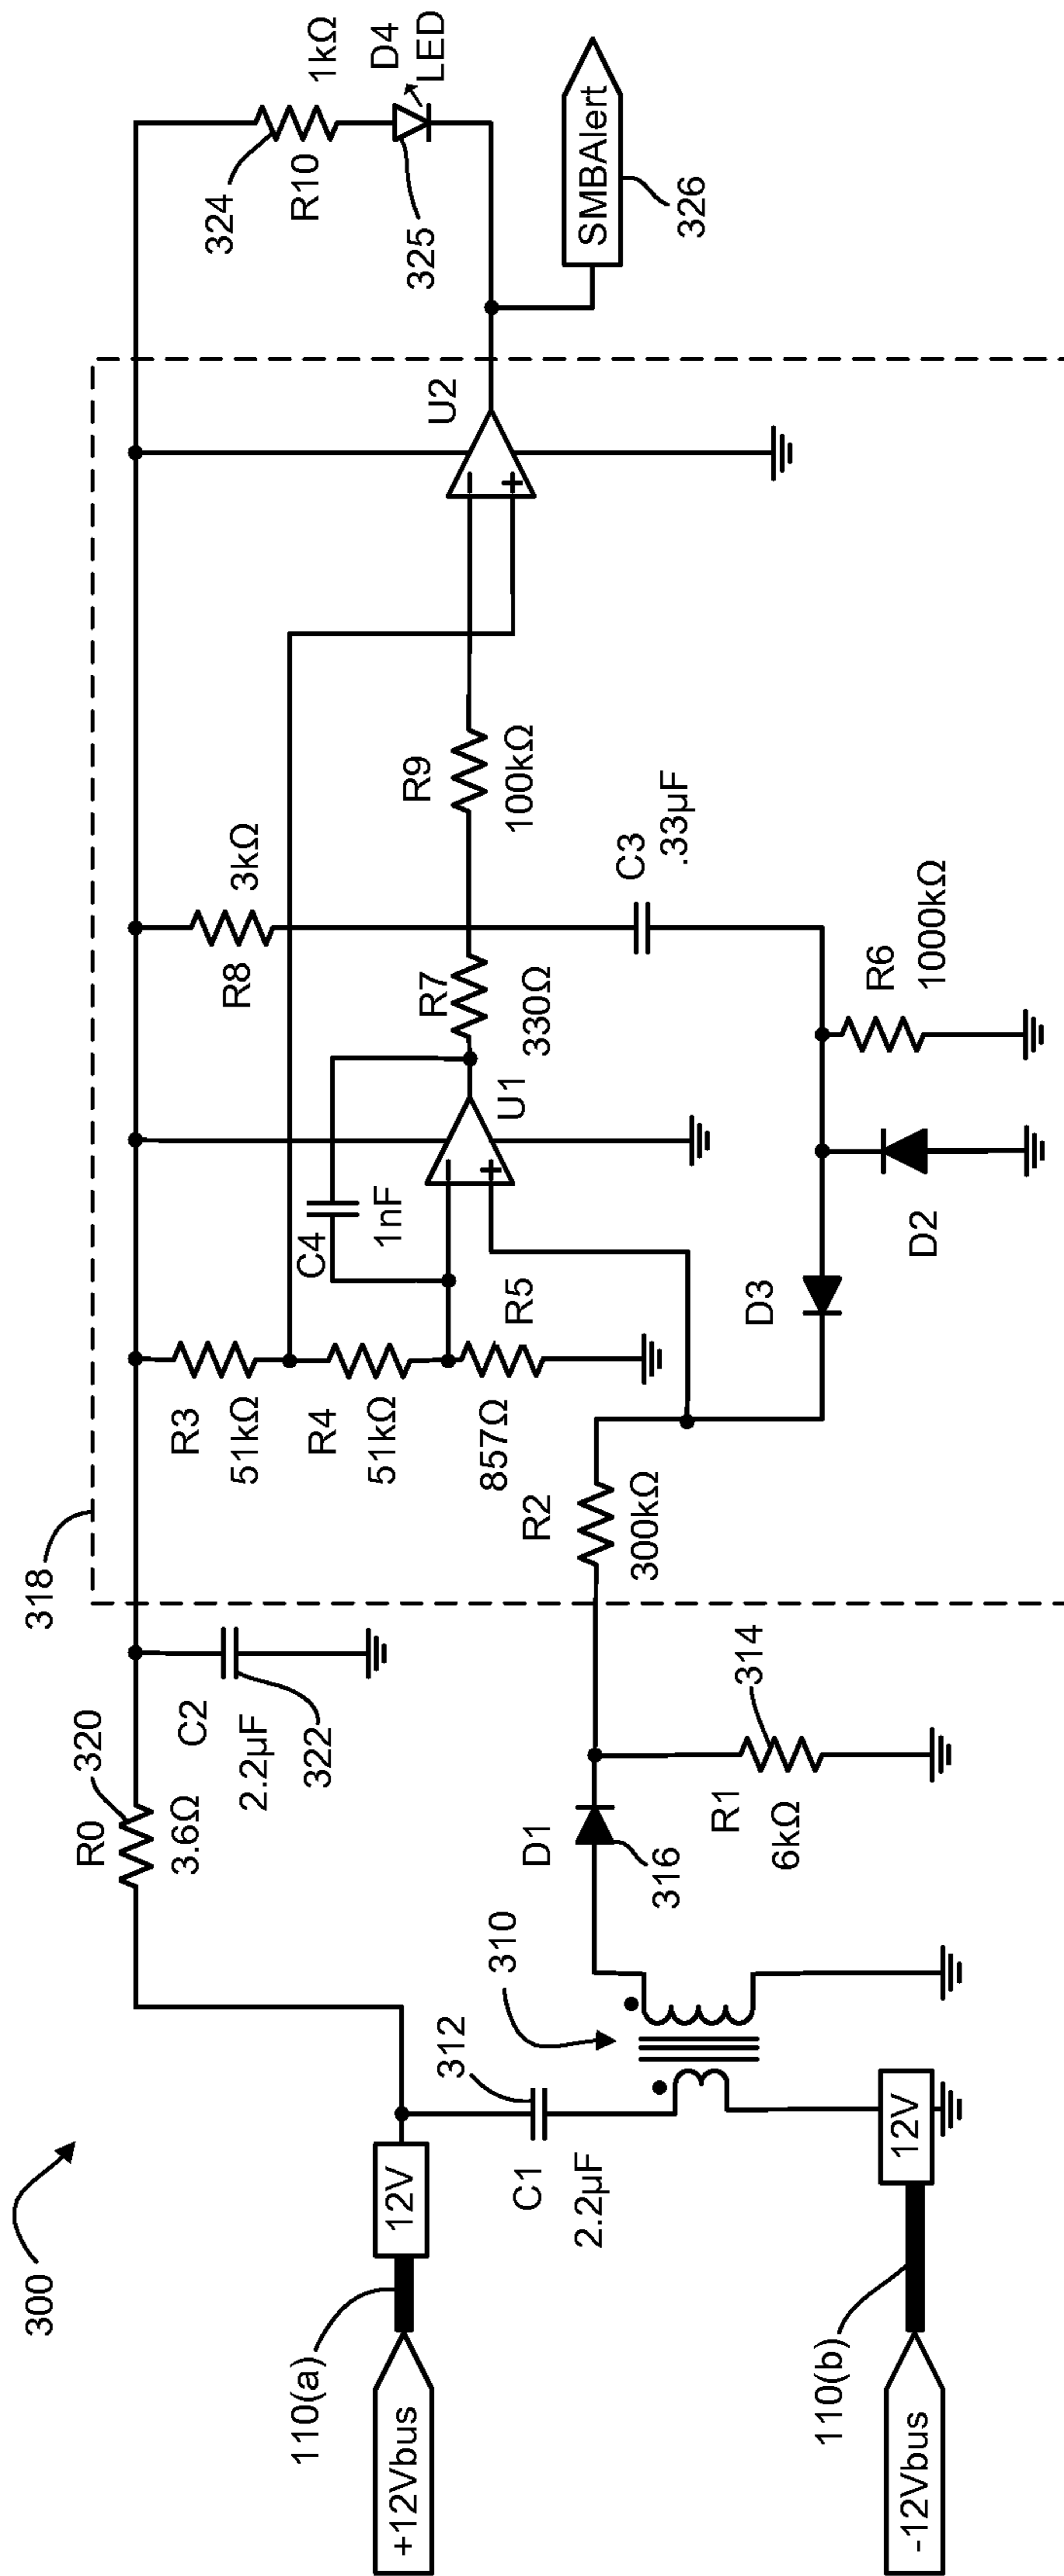 300
110(a)
+12Vbus
12V
110(b)
-12Vbus
12V
C1
2.2µF
312
310
R0
320
3.6Ω
C2
2.2µF
322
D1
316
R1
6kΩ
314
318
R2
300kΩ
R3
51kΩ
R4
51kΩ
R5
857Ω
C4
1nF
-
+
U1
R7
330Ω
R8
3kΩ
R9
100kΩ
C3
.33µF
D3
D2
R6
1000kΩ
-
+
U2
324
R10
1kΩ
325
D4
LED
SMBAlert
326